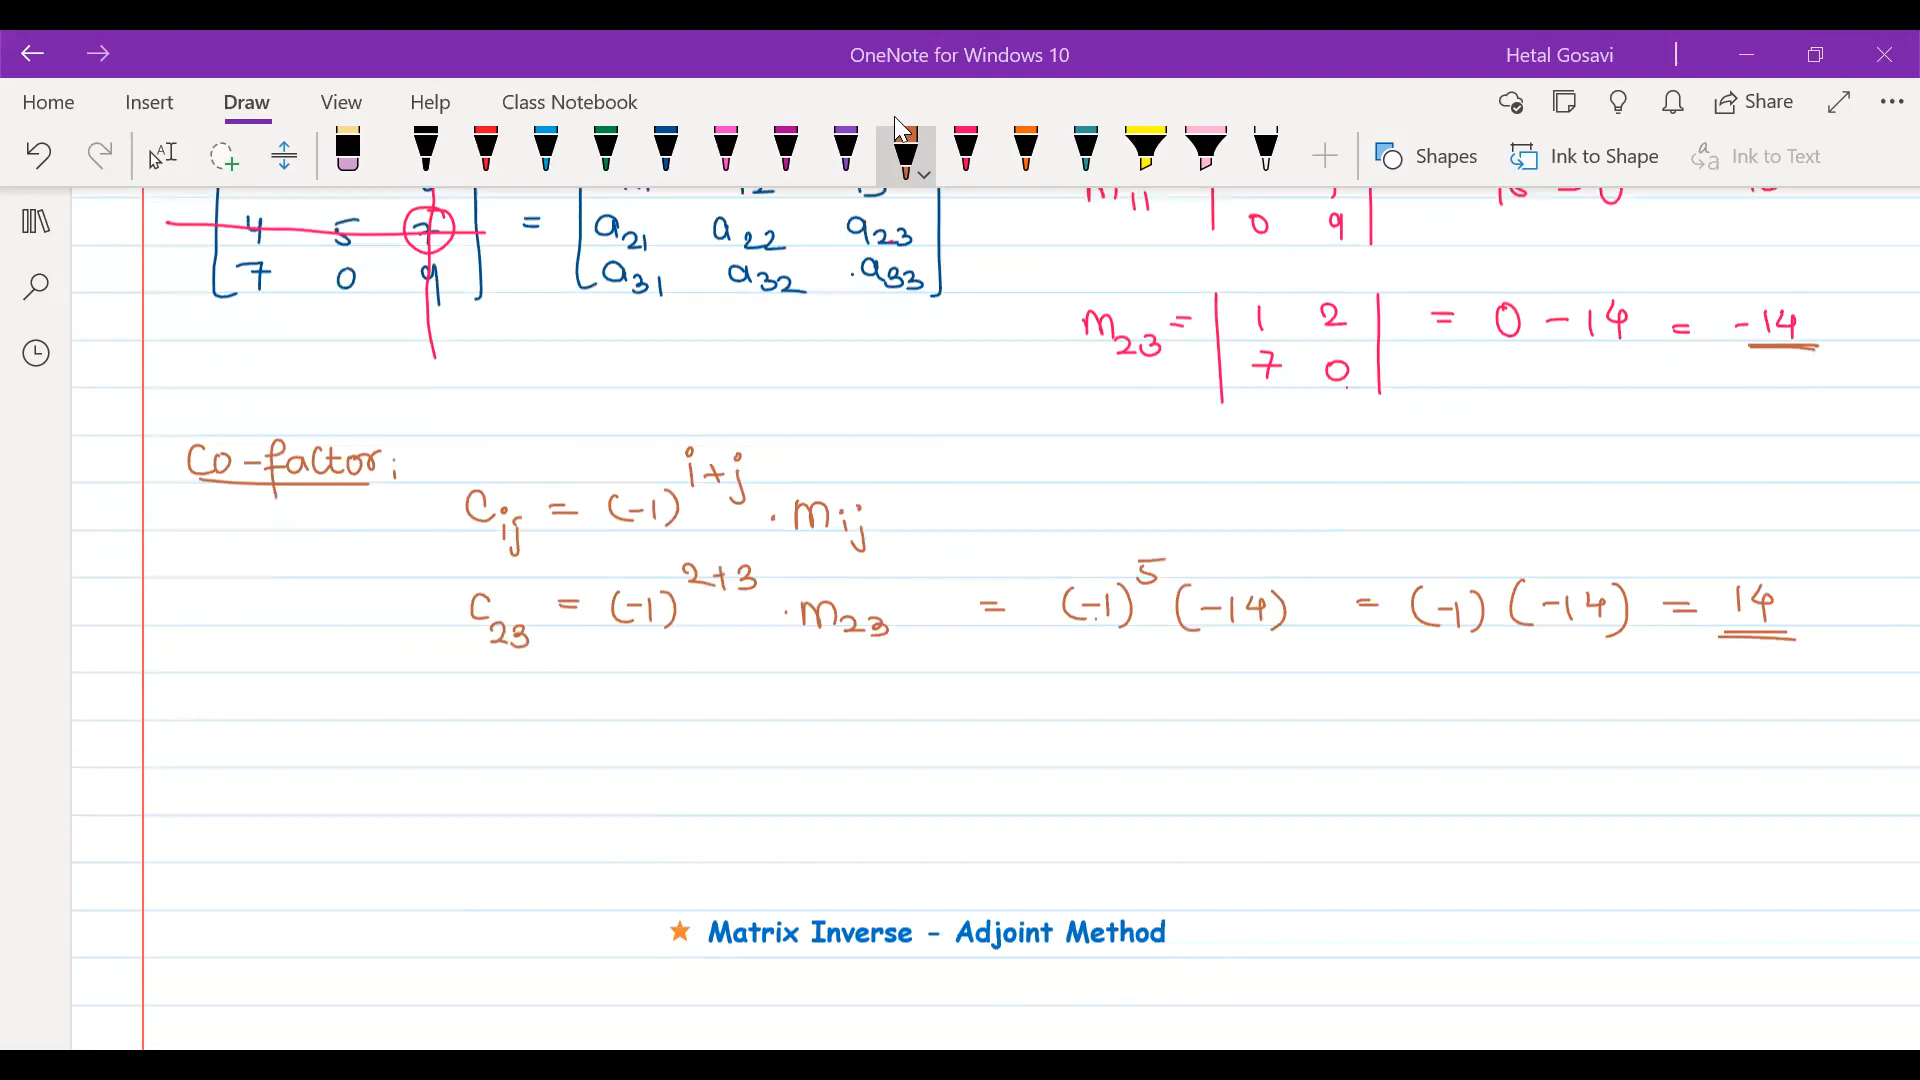 OneNote for Windows 10 Hetal Gosavi
Home Insert Draw View Help Class Notebook Share
Shapes Ink to Shape Ink to Text
4 5 7 = a21 a22 a23
7 0 9 a31 a32 a33
m11 0 9
m23 = | 1 2 | = 0 - 14 = -14
7 0
Co-factor:
Cij = (-1)^i+j . mij
C23 = (-1)^2+3 . m23 = (-1)^5 (-14) = (-1) (-14) = 14
★ Matrix Inverse - Adjoint Method